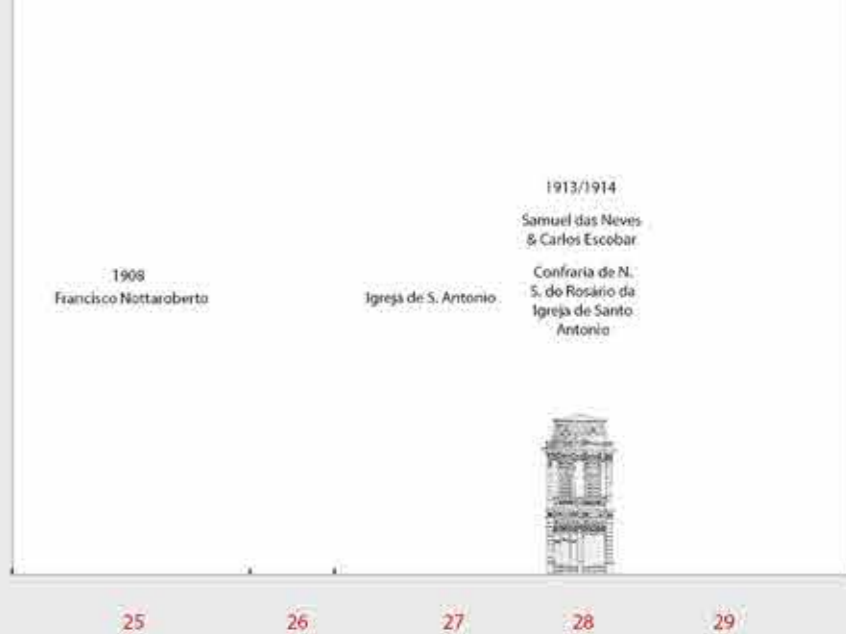 1908
Francisco Nottaroberto
Igreja de S. Antonio
1913/1914
Samuel das Neves
& Carlos Escobar
Confraria de N.
S. do Rosário da
Igreja de Santo
Antonio
25
26
27
28
29